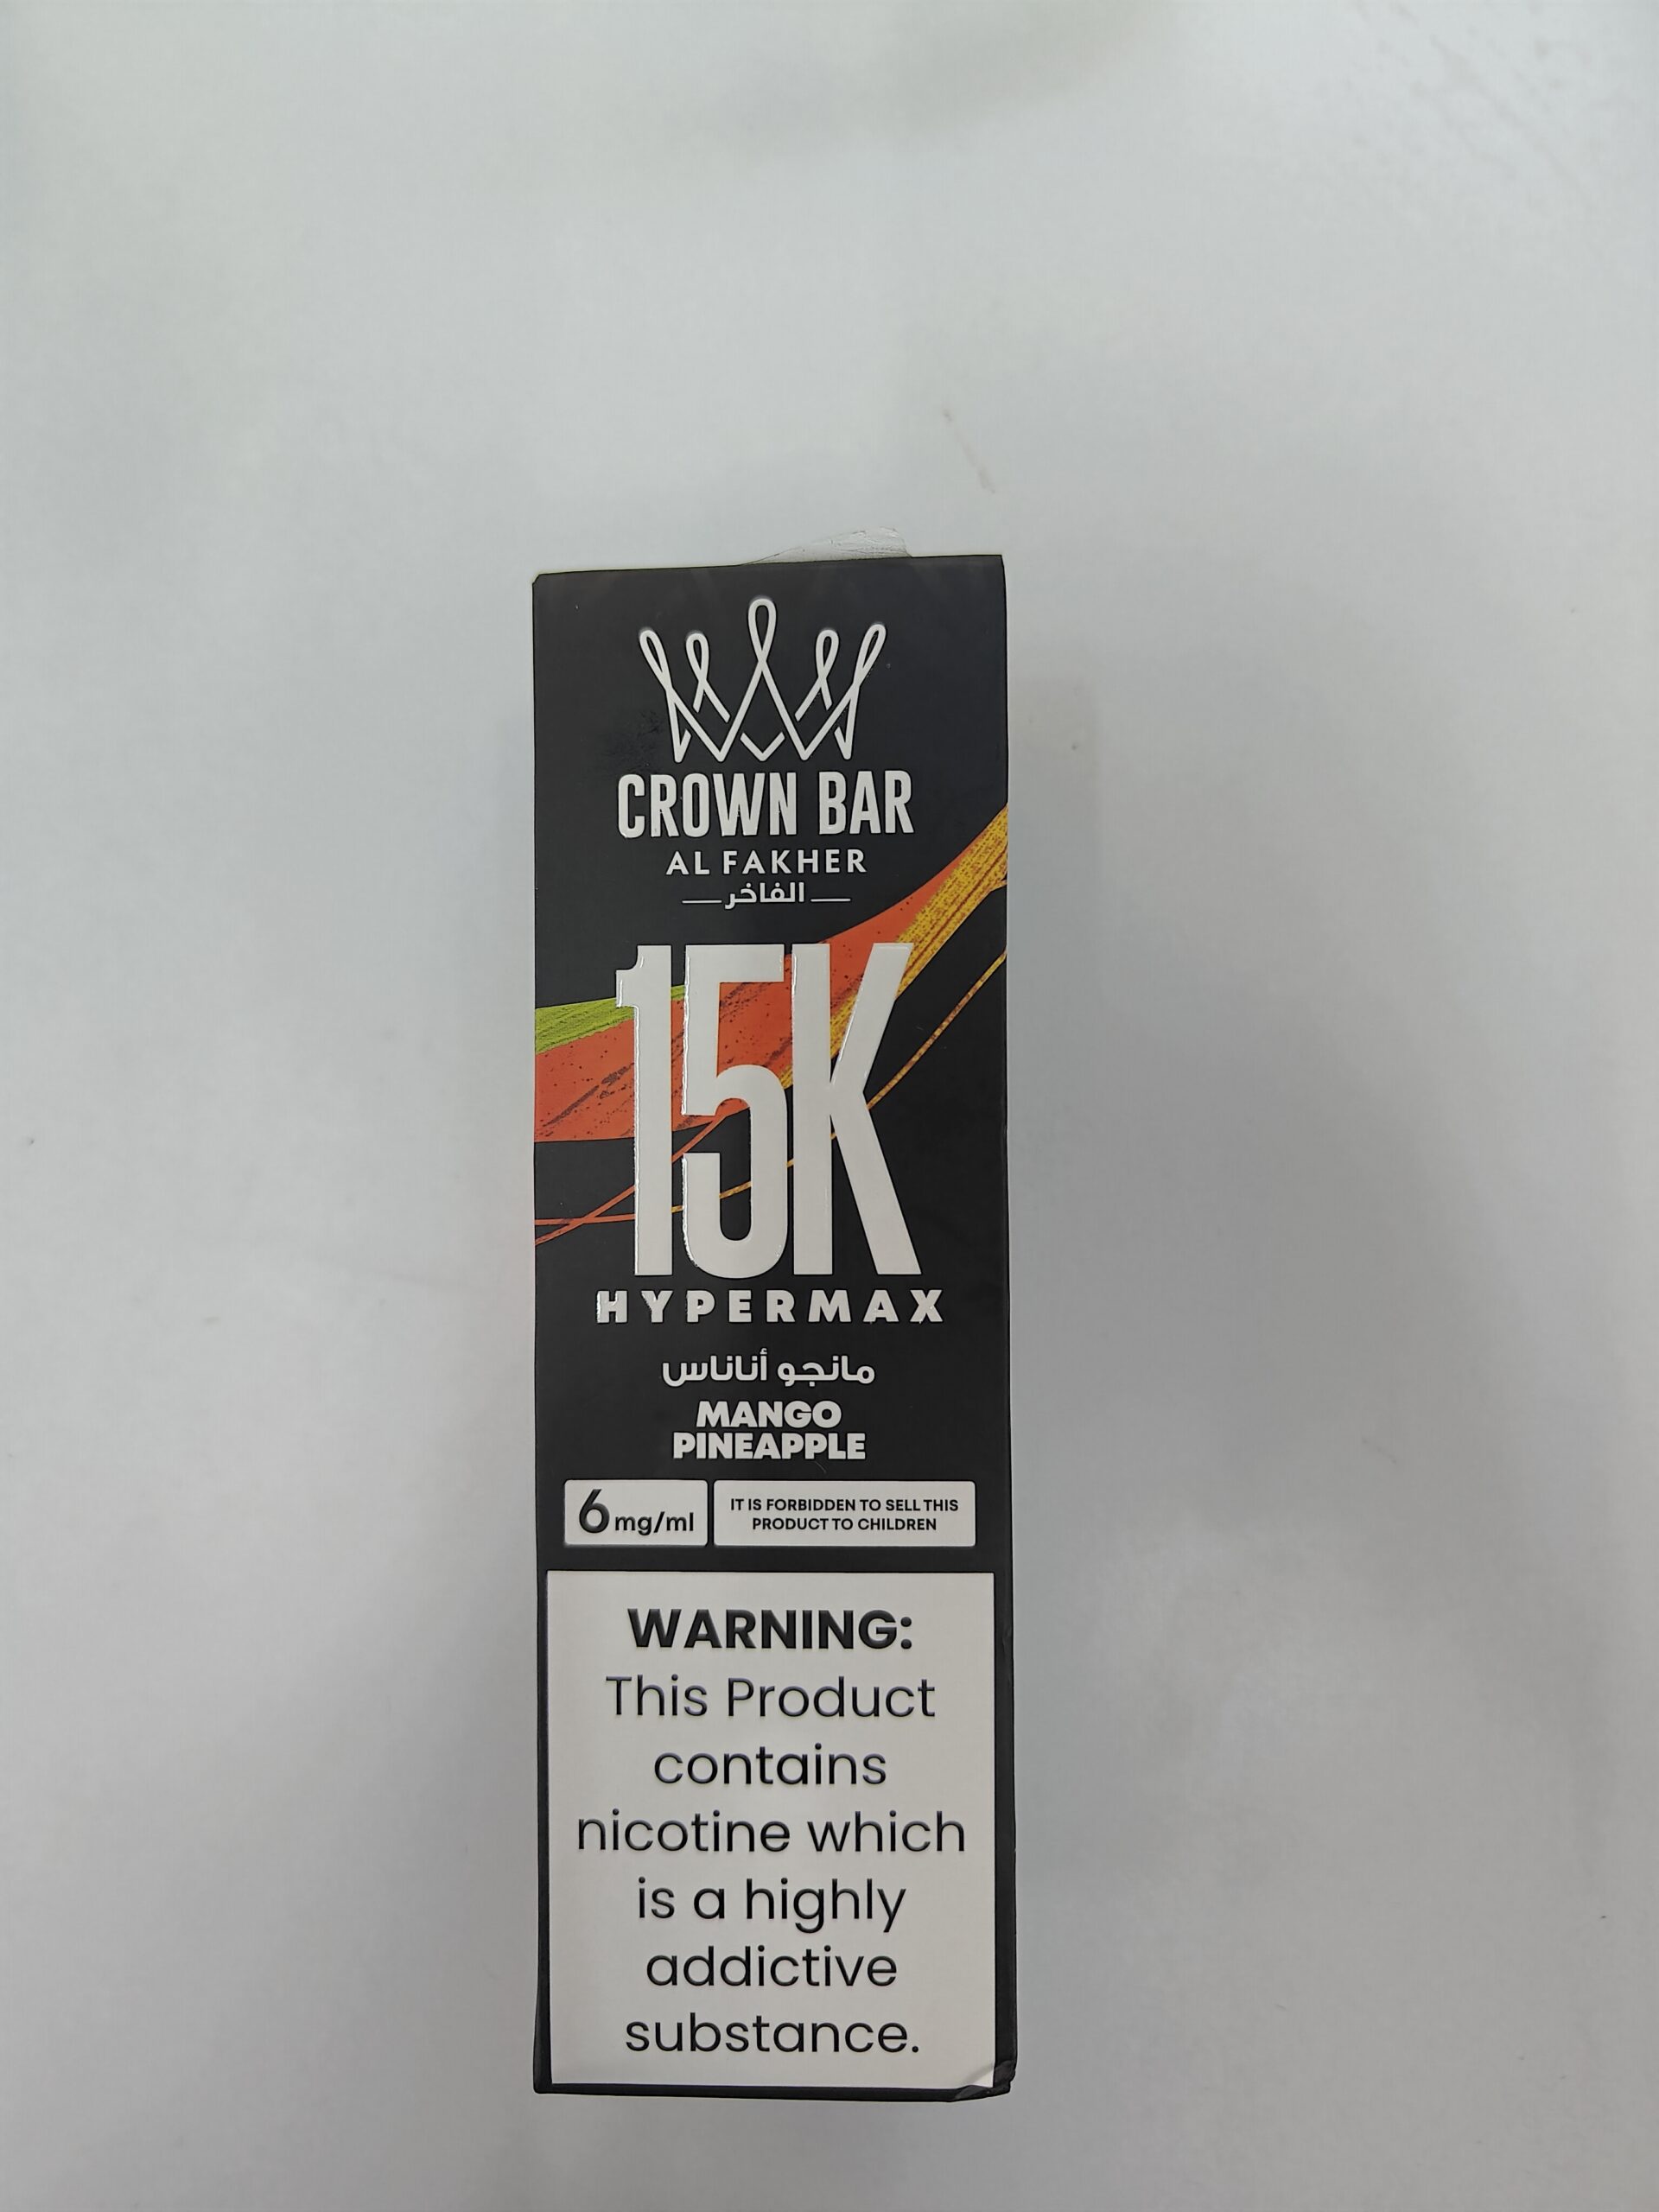 CROWN BAR
AL FAKHER
الفاخر
15K
HYPERMAX
مانجو أناناس
MANGO
PINEAPPLE
6mg/ml
IT IS FORBIDDEN TO SELL THIS
PRODUCT TO CHILDREN
WARNING:
This Product
contains
nicotine which
is a highly
addictive
substance.